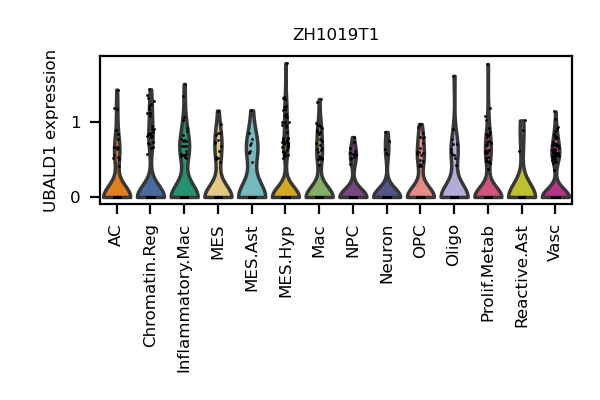 ZH1019T1
UBALD1 expression
1
0
AC
Chromatin.Reg
Inflammatory.Mac
MES
MES.Ast
MES.Hyp
Mac
NPC
Neuron
OPC
Oligo
Prolif.Metab
Reactive.Ast
Vasc